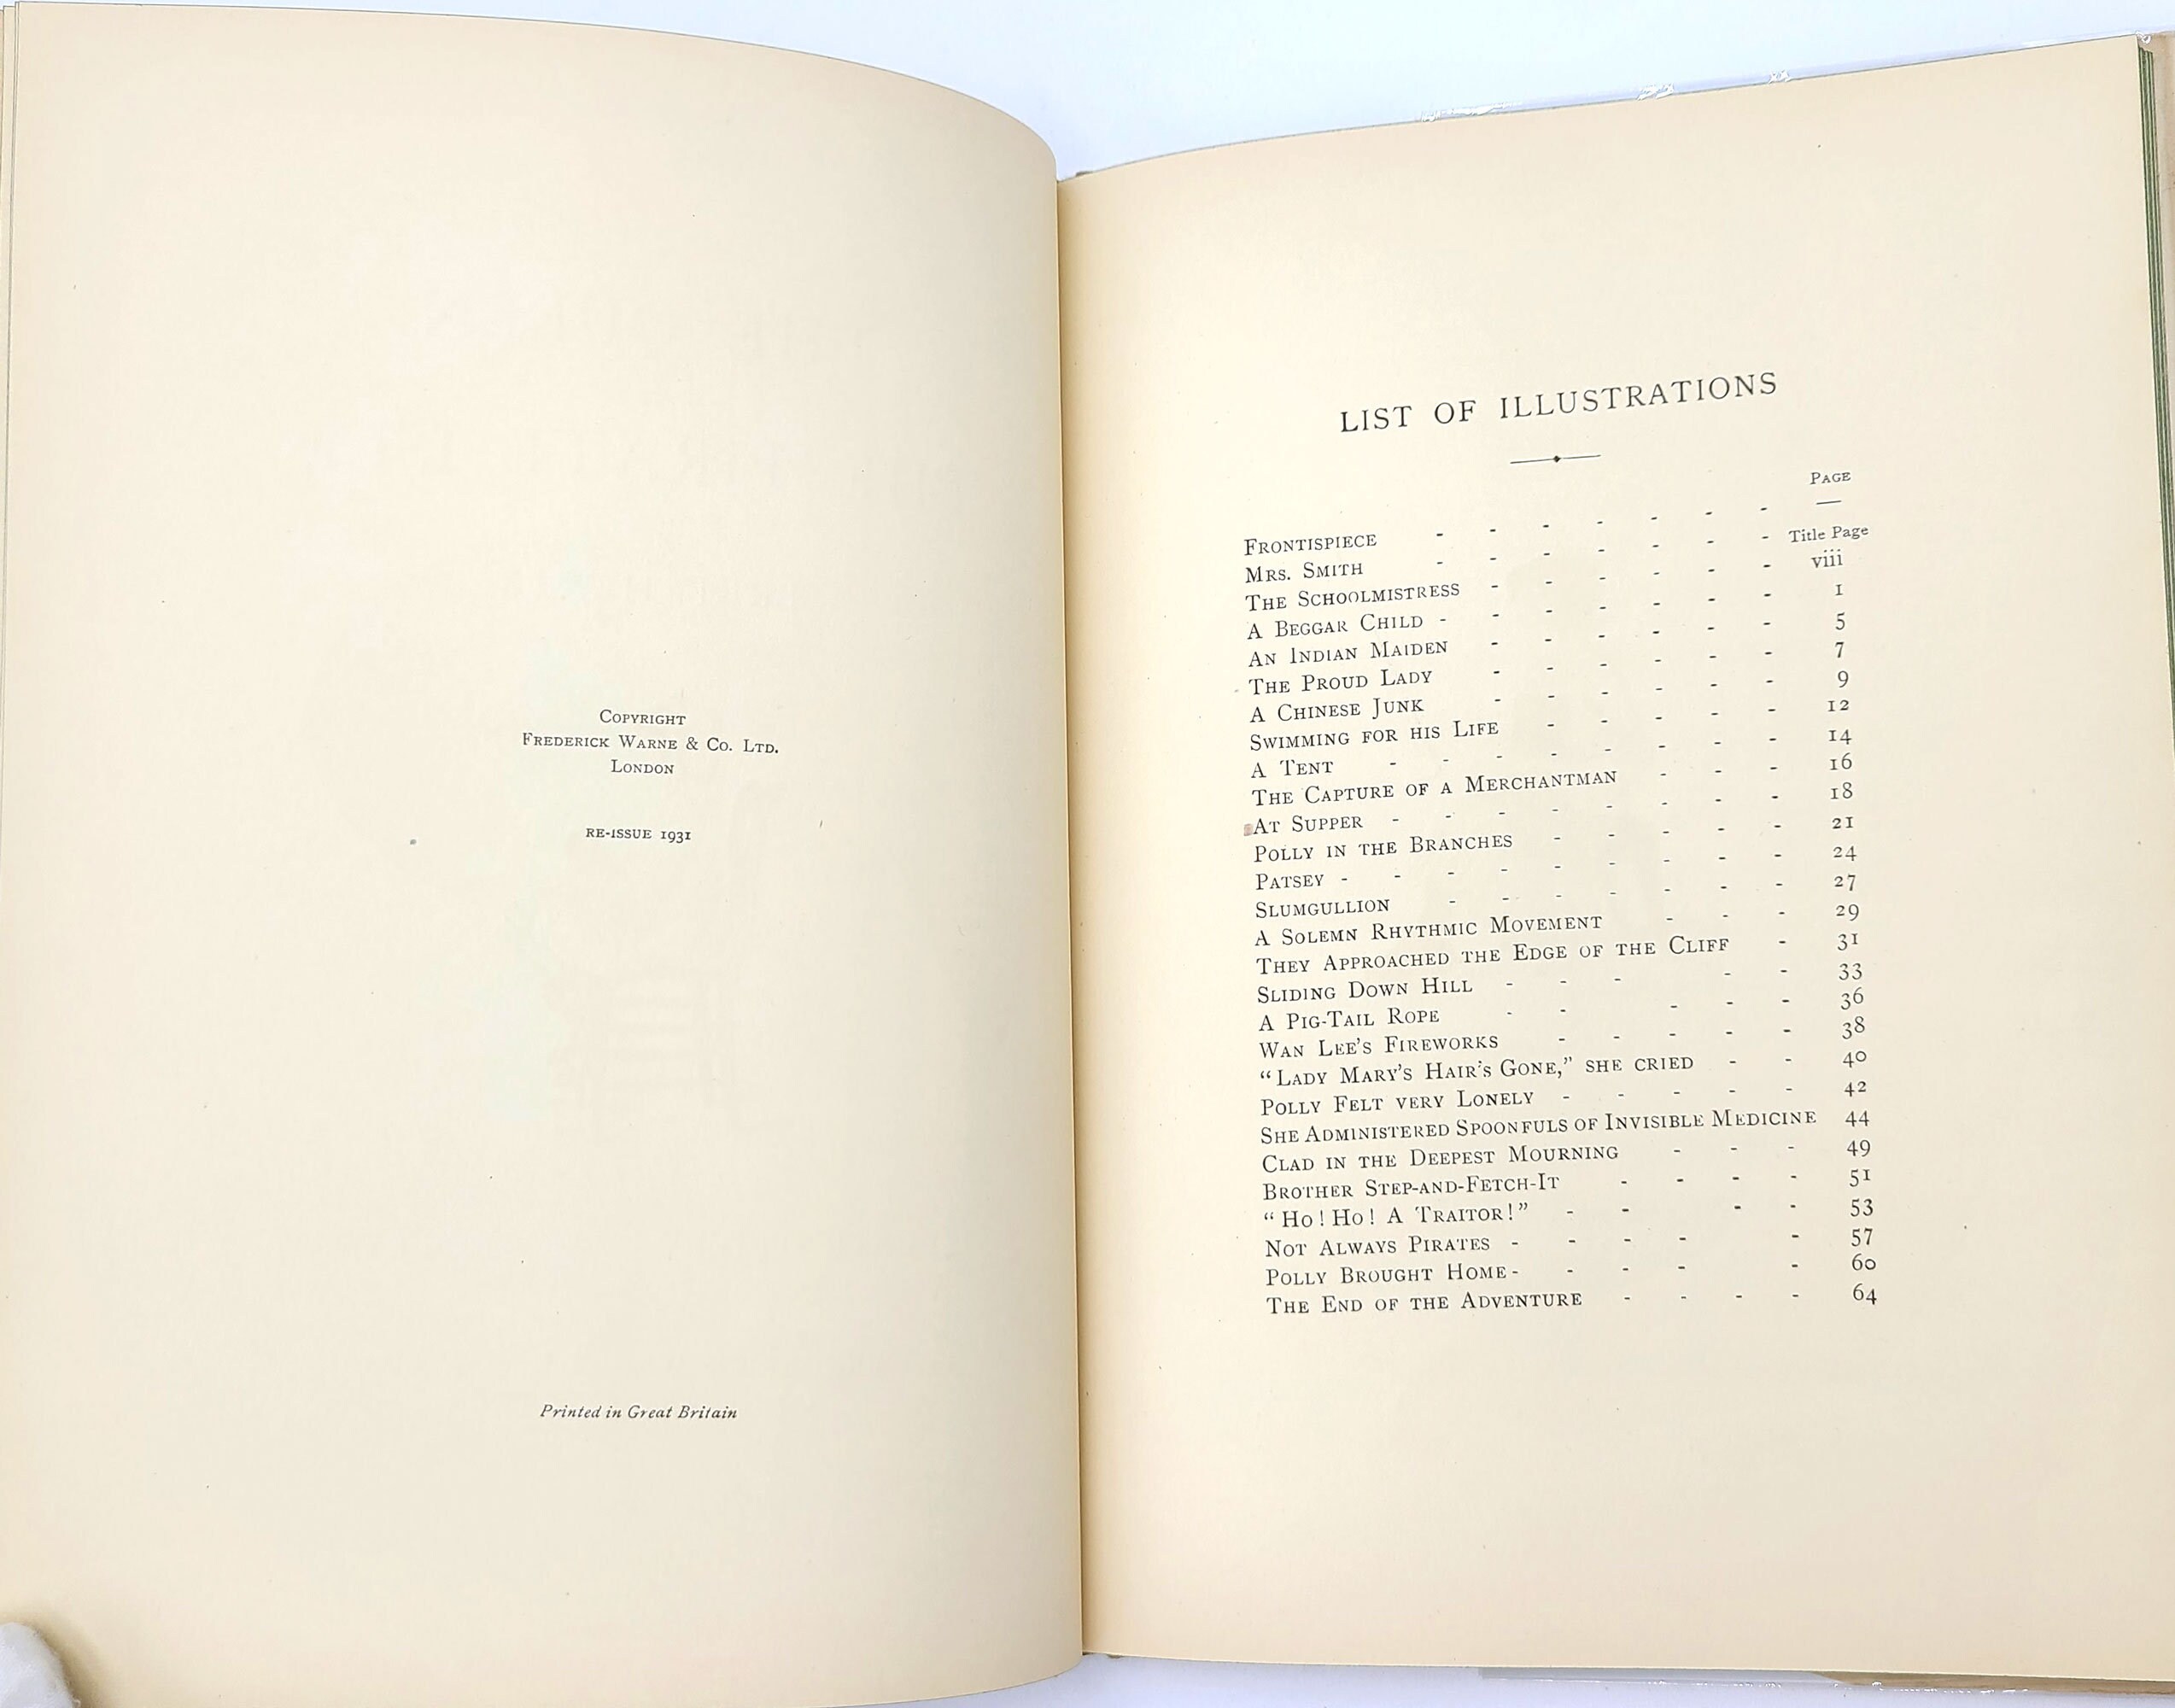 COPYRIGHT
FREDERICK WARNE & CO. LTD.
LONDON
RE-ISSUE 1931
Printed in Great Britain
LIST OF ILLUSTRATIONS
PAGE
FRONTISPIECE - - - - - - -
MRS. SMITH - - - - - - - Title Page
THE SCHOOLMISTRESS - - - - - - viii
A BEGGAR CHILD - - - - - - - 1
AN INDIAN MAIDEN - - - - - - 5
THE PROUD LADY - - - - - - 7
A CHINESE JUNK - - - - - - 9
SWIMMING FOR HIS LIFE - - - - - 12
A TENT - - - - - - - - 14
THE CAPTURE OF A MERCHANTMAN - - - 16
AT SUPPER - - - - - - - - 18
POLLY IN THE BRANCHES - - - - - 21
PATSEY - - - - - - - - - 24
SLUMGULLION - - - - - - - 27
A SOLEMN RHYTHMIC MOVEMENT - - - 29
THEY APPROACHED THE EDGE OF THE CLIFF - 31
SLIDING DOWN HILL - - - - - 33
A PIG-TAIL ROPE - - - - - 36
WAN LEE'S FIREWORKS - - - - - 38
“LADY MARY'S HAIR'S GONE,” SHE CRIED - - 40
POLLY FELT VERY LONELY - - - - - 42
SHE ADMINISTERED SPOONFULS OF INVISIBLE MEDICINE 44
CLAD IN THE DEEPEST MOURNING - - - 49
BROTHER STEP-AND-FETCH-IT - - - - 51
“HO! HO! A TRAITOR!” - - - - 53
NOT ALWAYS PIRATES - - - - - 57
POLLY BROUGHT HOME - - - - - 60
THE END OF THE ADVENTURE - - - - 64